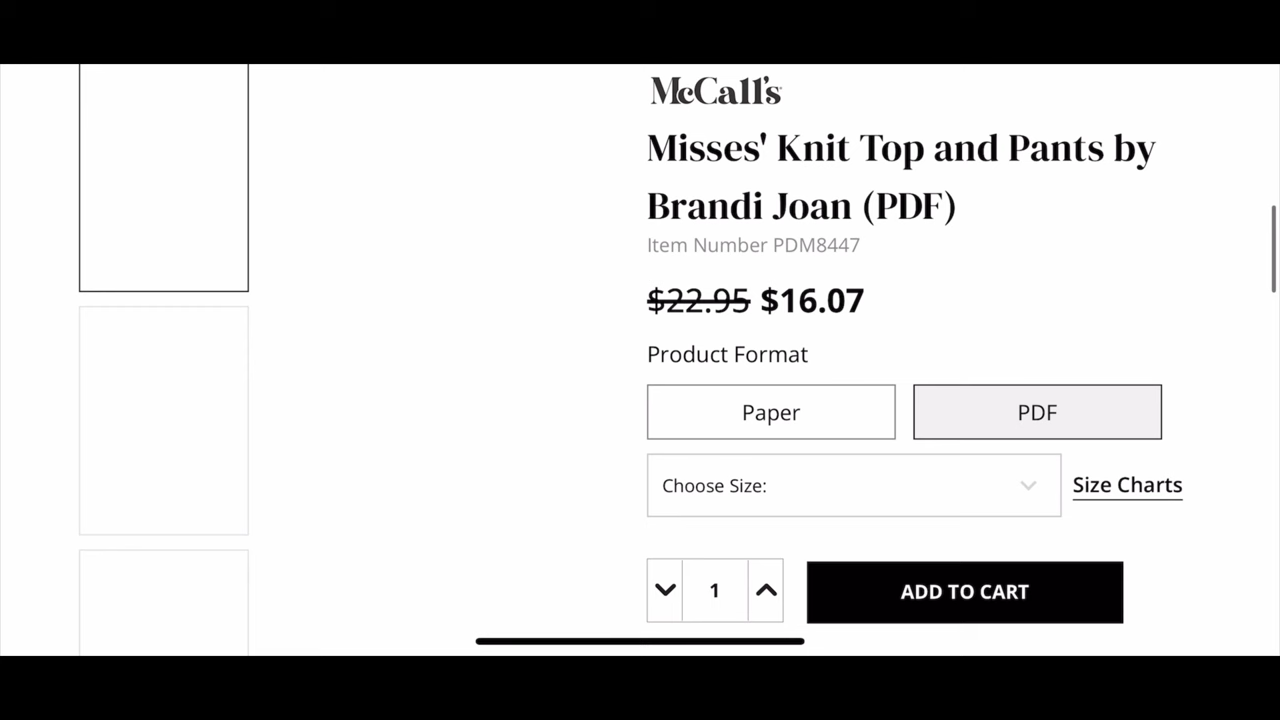 McCall's
Misses' Knit Top and Pants by
Brandi Joan (PDF)
Item Number PDM8447
$22.95 $16.07
Product Format
Paper PDF
Choose Size: Size Charts
1 ADD TO CART